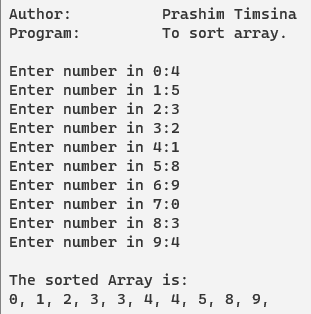 Author: Prashim Timsina
Program: To sort array.
Enter number in 0:4
Enter number in 1:5
Enter number in 2:3
Enter number in 3:2
Enter number in 4:1
Enter number in 5:8
Enter number in 6:9
Enter number in 7:0
Enter number in 8:3
Enter number in 9:4
The sorted Array is:
0, 1, 2, 3, 3, 4, 4, 5, 8, 9,